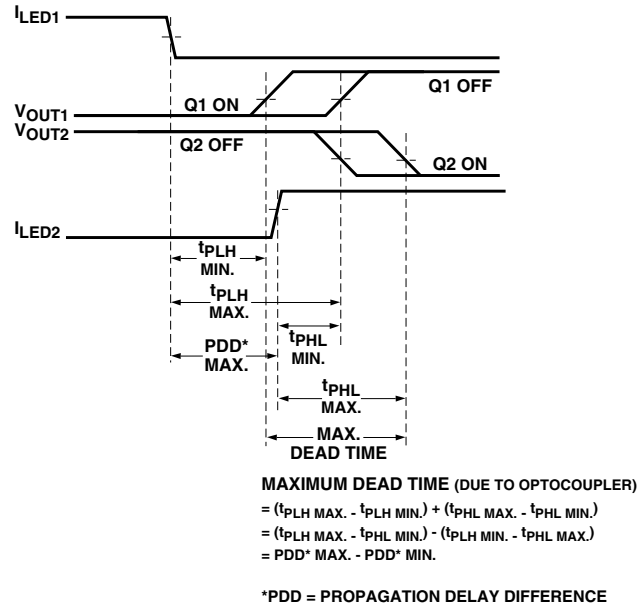 ILED1
VOUT1
VOUT2
Q1 ON
Q1 OFF
Q2 OFF
Q2 ON
ILED2
tPLH
MIN.
tPLH
MAX.
tPHL
MIN.
PDD*
MAX.
tPHL
MAX.
MAX.
DEAD TIME
MAXIMUM DEAD TIME (DUE TO OPTOCOUPLER)
= (tPLH MAX. - tPLH MIN.) + (tPHL MAX. - tPHL MIN.)
= (tPLH MAX. - tPHL MIN.) - (tPLH MIN. - tPHL MAX.)
= PDD* MAX. - PDD* MIN.
*PDD = PROPAGATION DELAY DIFFERENCE